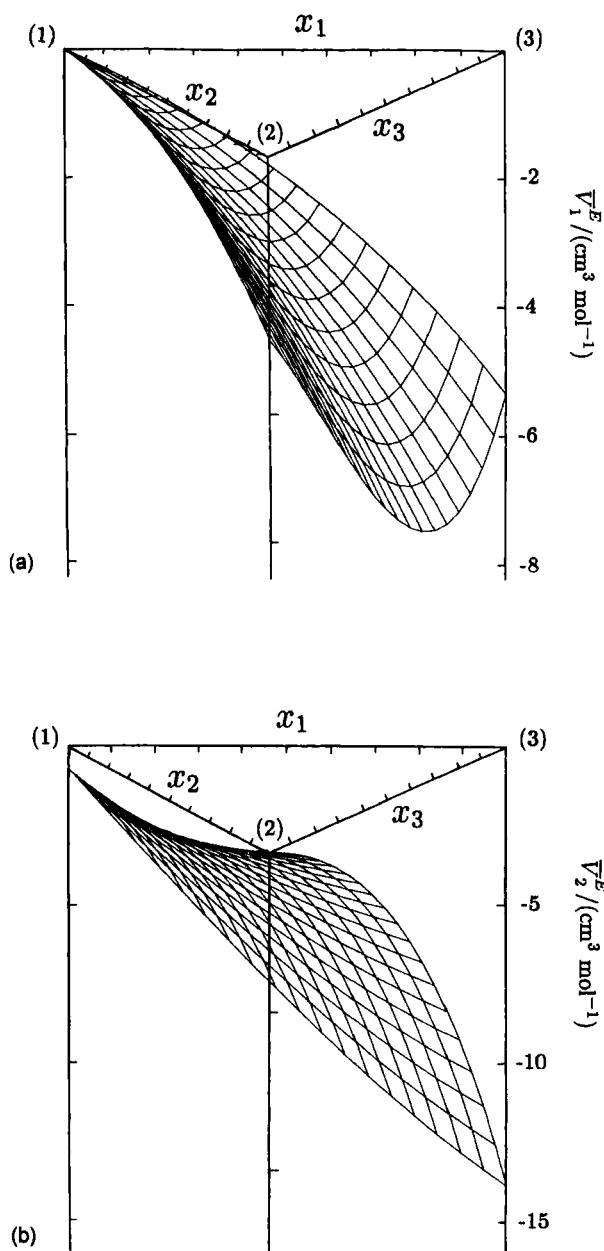 (1)
x₁
(3)
x₂
(2)
x₃
-2
-4
-6
-8
V̅₁ᴱ/(cm³ mol⁻¹)
(a)
(1)
x₁
(3)
x₂
(2)
x₃
-5
-10
-15
V̅₂ᴱ/(cm³ mol⁻¹)
(b)